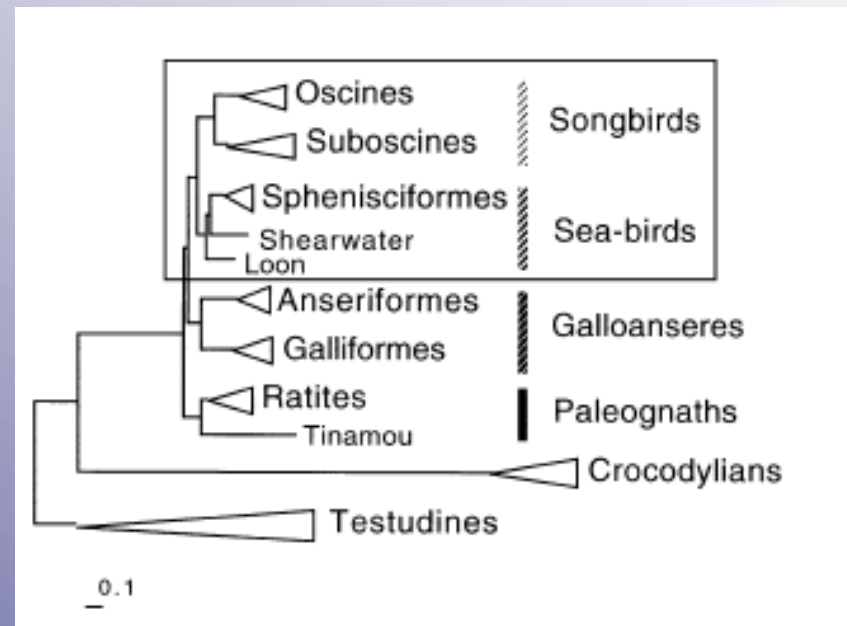 Oscines
Songbirds
Suboscines
Sphenisciformes
Sea-birds
Shearwater
Loon
Anseriformes
Galloanseres
Galliformes
Ratites
Paleognaths
Tinamou
Crocodylians
Testudines
0.1